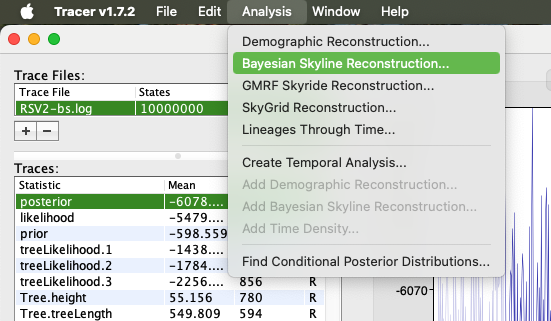 Tracer v1.7.2 File Edit Analysis Window Help
Demographic Reconstruction...
Bayesian Skyline Reconstruction...
GMRF Skyride Reconstruction...
SkyGrid Reconstruction...
Lineages Through Time...
Create Temporal Analysis...
Add Demographic Reconstruction...
Add Bayesian Skyline Reconstruction...
Add Time Density...
Find Conditional Posterior Distributions...
Trace Files:
Trace File States
RSV2-bs.log 10000000
+ −
Traces:
Statistic Mean
posterior -6078....
likelihood -5479....
prior -598.559
treeLikelihood.1 -1438....
treeLikelihood.2 -1784....
treeLikelihood.3 -2256.... 856 R
Tree.height 55.156 780 R
Tree.treeLength 549.809 594 R
-6070